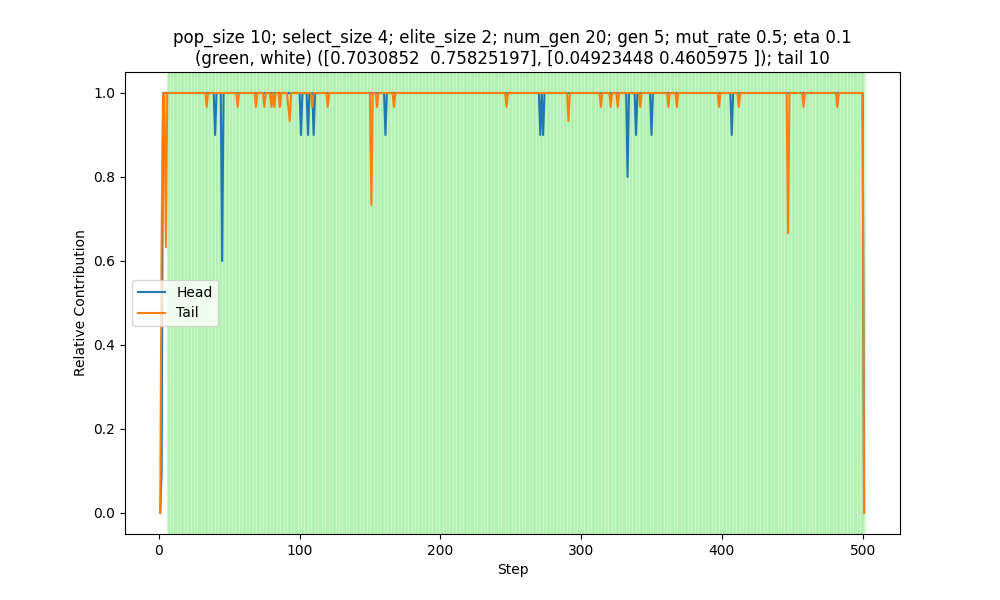 pop_size 10; select_size 4; elite_size 2; num_gen 20; gen 5; mut_rate 0.5; eta 0.1
(green, white) ([0.7030852  0.75825197], [0.04923448 0.4605975 ]); tail 10
1.0
0.8
0.6
0.4
0.2
0.0
Relative Contribution
Head
Tail
0 100 200 300 400 500
Step